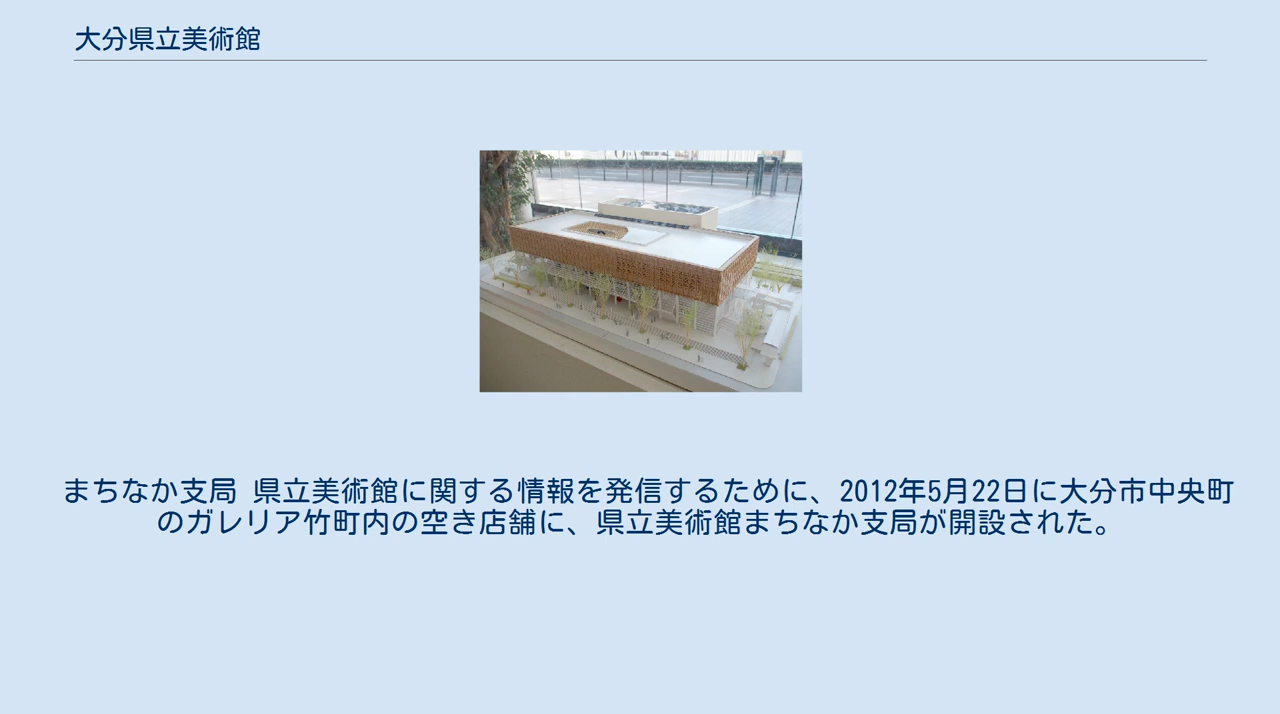 大分県立美術館
まちなか支局 県立美術館に関する情報を発信するために、2012年5月22日に大分市中央町
のガレリア竹町内の空き店舗に、県立美術館まちなか支局が開設された。